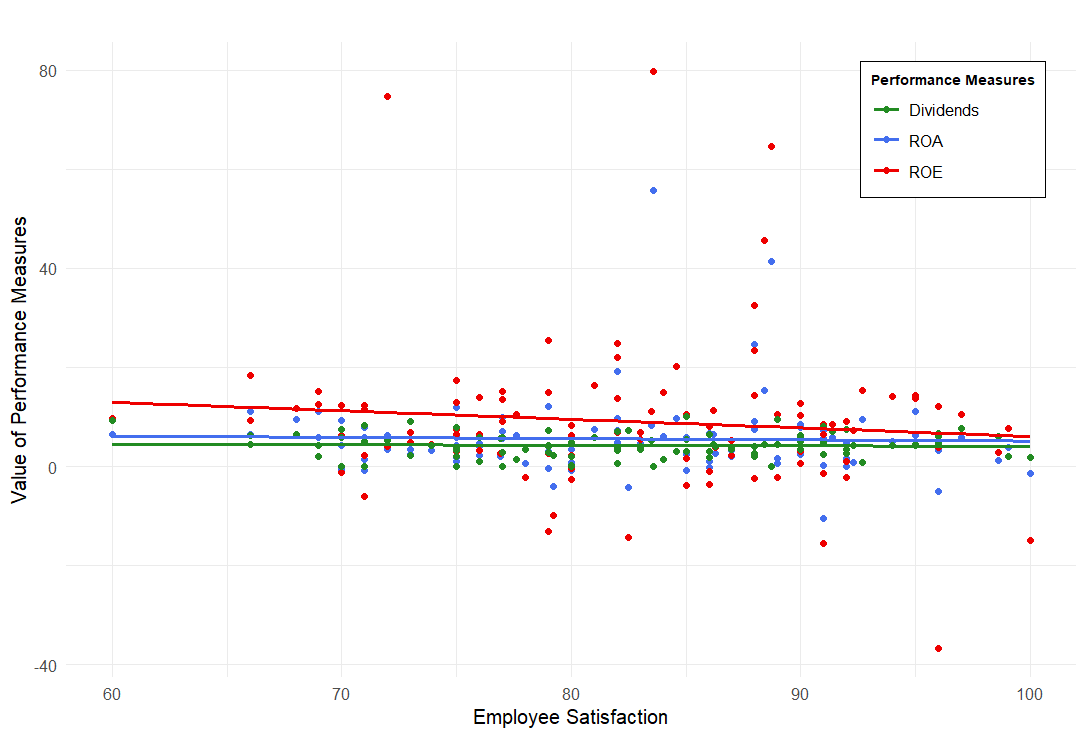 80
40
0
-40
60
70
80
90
100
Value of Performance Measures
Employee Satisfaction
Performance Measures
Dividends
ROA
ROE